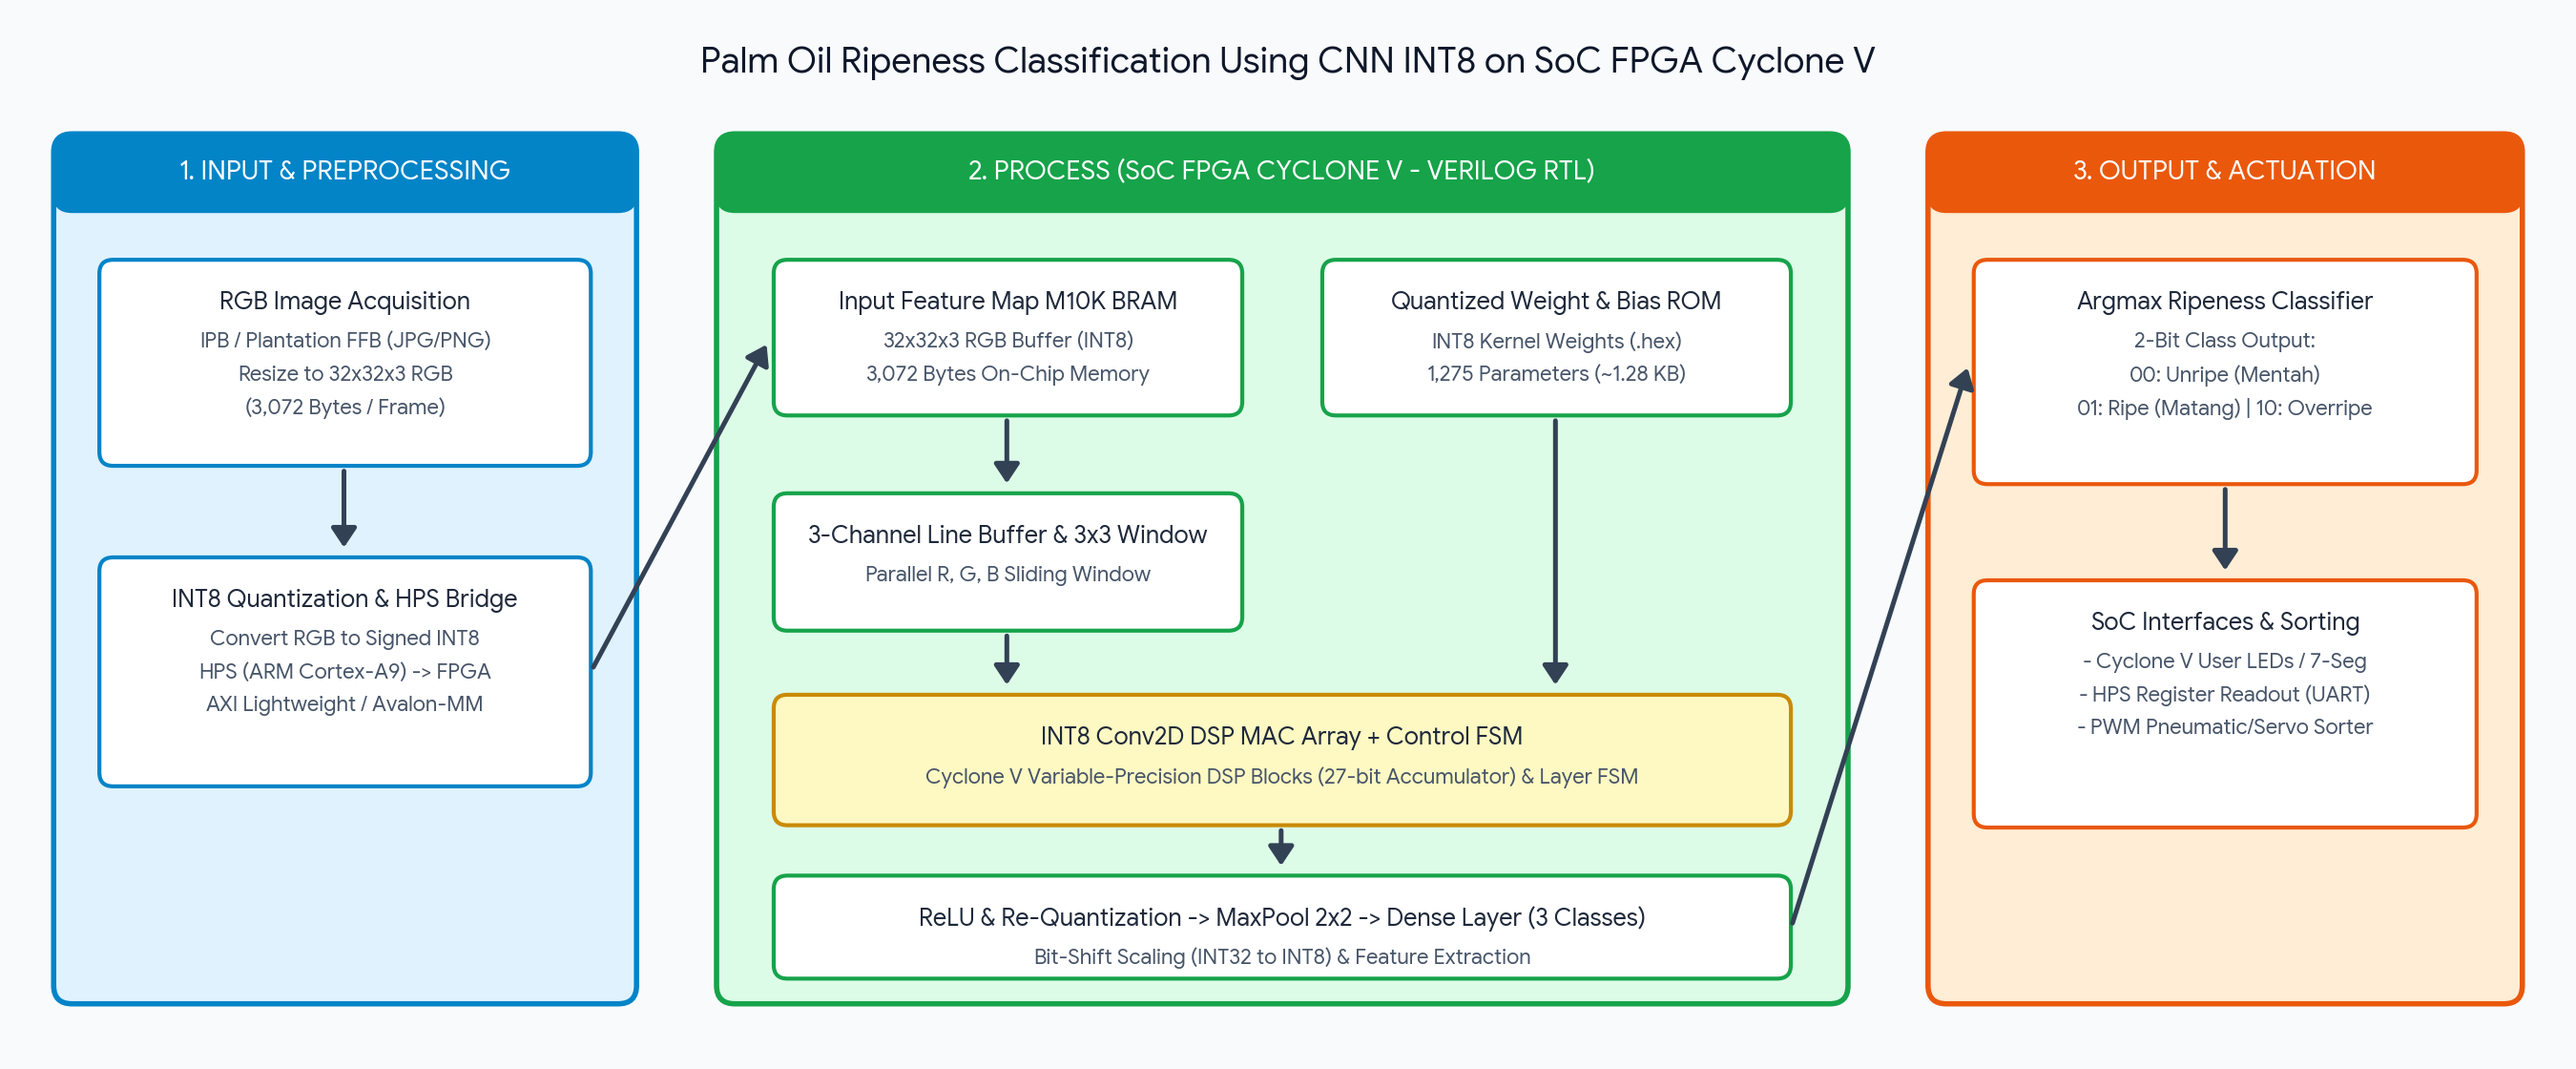 Palm Oil Ripeness Classification Using CNN INT8 on SoC FPGA Cyclone V
1. INPUT & PREPROCESSING
RGB Image Acquisition
IPB / Plantation FFB (JPG/PNG)
Resize to 32x32x3 RGB
(3,072 Bytes / Frame)
INT8 Quantization & HPS Bridge
Convert RGB to Signed INT8
HPS (ARM Cortex-A9) -> FPGA
AXI Lightweight / Avalon-MM
2. PROCESS (SoC FPGA CYCLONE V - VERILOG RTL)
Input Feature Map M10K BRAM
32x32x3 RGB Buffer (INT8)
3,072 Bytes On-Chip Memory
Quantized Weight & Bias ROM
INT8 Kernel Weights (.hex)
1,275 Parameters (~1.28 KB)
3-Channel Line Buffer & 3x3 Window
Parallel R, G, B Sliding Window
INT8 Conv2D DSP MAC Array + Control FSM
Cyclone V Variable-Precision DSP Blocks (27-bit Accumulator) & Layer FSM
ReLU & Re-Quantization -> MaxPool 2x2 -> Dense Layer (3 Classes)
Bit-Shift Scaling (INT32 to INT8) & Feature Extraction
3. OUTPUT & ACTUATION
Argmax Ripeness Classifier
2-Bit Class Output:
00: Unripe (Mentah)
01: Ripe (Matang) | 10: Overripe
SoC Interfaces & Sorting
- Cyclone V User LEDs / 7-Seg
- HPS Register Readout (UART)
- PWM Pneumatic/Servo Sorter